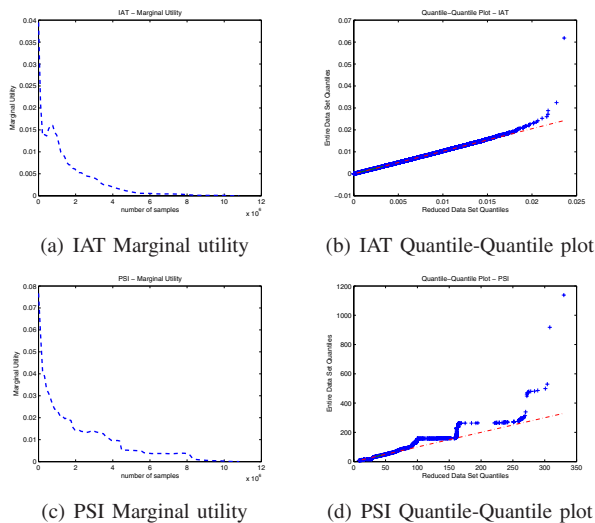 IAT − Marginal Utility
0.04
0.035
0.03
0.025
0.02
0.015
0.01
0.005
0
Marginal Utility
0 2 4 6 8 10 12
number of samples
x 10
(a) IAT Marginal utility
Quantile−Quantile Plot − IAT
0.07
0.06
0.05
0.04
0.03
0.02
0.01
0
−0.01
Entire Data Set Quantiles
0 0.005 0.01 0.015 0.02 0.025
Reduced Data Set Quantiles
(b) IAT Quantile-Quantile plot
PSI − Marginal Utility
0.08
0.07
0.06
0.05
0.04
0.03
0.02
0.01
0
Marginal Utility
0 2 4 6 8 10 12
number of samples
x 10
(c) PSI Marginal utility
Quantile−Quantile Plot − PSI
1200
1000
800
600
400
200
0
Entire Data Set Quantiles
0 50 100 150 200 250 300 350
Reduced Data Set Quantiles
(d) PSI Quantile-Quantile plot